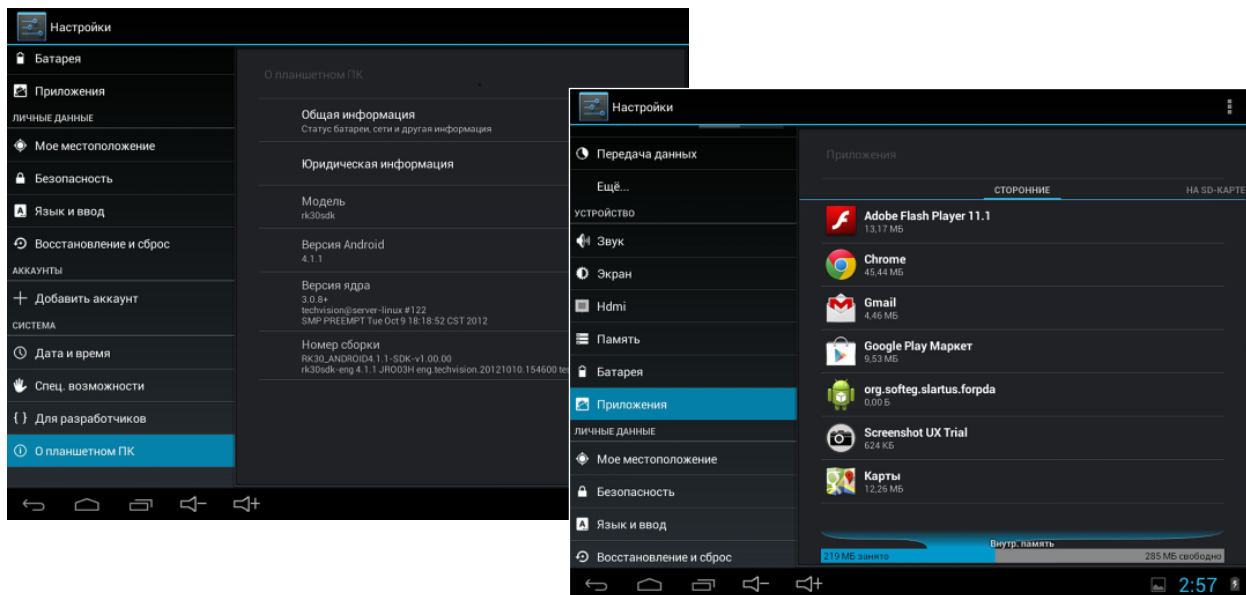 Настройки
Батарея
Приложения
ЛИЧНЫЕ ДАННЫЕ
Мое местоположение
Безопасность
Язык и ввод
Восстановление и сброс
АККАУНТЫ
Добавить аккаунт
СИСТЕМА
Дата и время
Спец. возможности
Для разработчиков
О планшетном ПК
О планшетном ПК
Общая информация
Статус батареи, сети и другая информация
Юридическая информация
Модель
rk30sdk
Версия Android
4.1.1
Версия ядра
3.0.8+
techvision@server-linux #122
SMP PREEMPT Tue Oct 9 18:18:52 CST 2012
Номер сборки
RK30_ANDROID4.1.1-SDK-v1.00.00
rk30sdk-eng 4.1.1 JRO03H eng.techvision.20121010.154600
Настройки
Передача данных
Ещё...
УСТРОЙСТВО
Звук
Экран
Hdmi
Память
Батарея
Приложения
ЛИЧНЫЕ ДАННЫЕ
Мое местоположение
Безопасность
Язык и ввод
Восстановление и сброс
Приложения
СТОРОННИЕ
НА SD-КАРТЕ
Adobe Flash Player 11.1
13,17 МБ
Chrome
45,44 МБ
Gmail
4,46 МБ
Google Play Маркет
9,53 МБ
org.softeg.slartus.forpda
0,00 Б
Screenshot UX Trial
624 КБ
Карты
12,26 МБ
Внутр. память
219 МБ занято
285 МБ свободно
2:57